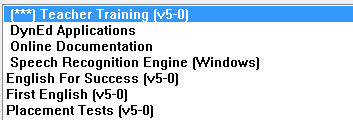 (***) Teacher Training (v5-0)
DynEd Applications
Online Documentation
Speech Recognition Engine (Windows)
English For Success (v5-0)
First English (v5-0)
Placement Tests (v5-0)